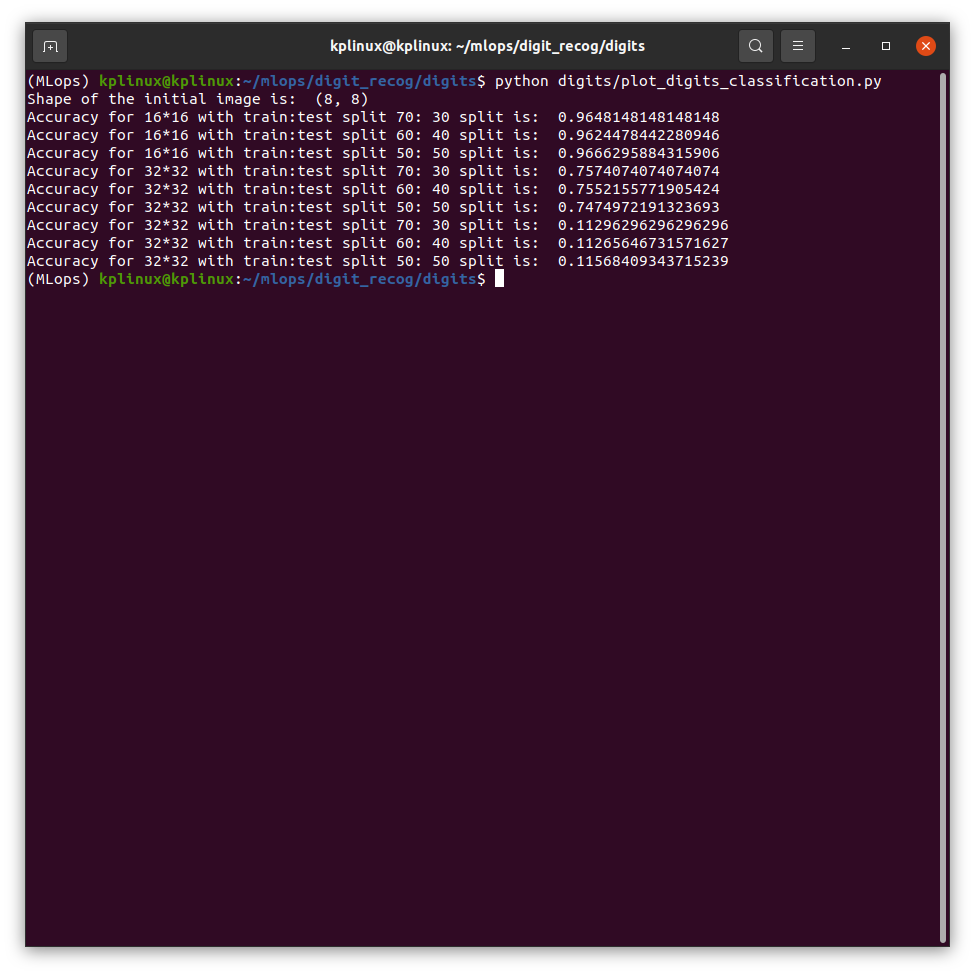 kplinux@kplinux: ~/mlops/digit_recog/digits
(MLops) kplinux@kplinux:~/mlops/digit_recog/digits$ python digits/plot_digits_classification.py
Shape of the initial image is:  (8, 8)
Accuracy for 16*16 with train:test split 70: 30 split is:  0.9648148148148148
Accuracy for 16*16 with train:test split 60: 40 split is:  0.9624478442280946
Accuracy for 16*16 with train:test split 50: 50 split is:  0.9666295884315906
Accuracy for 32*32 with train:test split 70: 30 split is:  0.7574074074074074
Accuracy for 32*32 with train:test split 60: 40 split is:  0.7552155771905424
Accuracy for 32*32 with train:test split 50: 50 split is:  0.7474972191323693
Accuracy for 32*32 with train:test split 70: 30 split is:  0.11296296296296296
Accuracy for 32*32 with train:test split 60: 40 split is:  0.11265646731571627
Accuracy for 32*32 with train:test split 50: 50 split is:  0.11568409343715239
(MLops) kplinux@kplinux:~/mlops/digit_recog/digits$